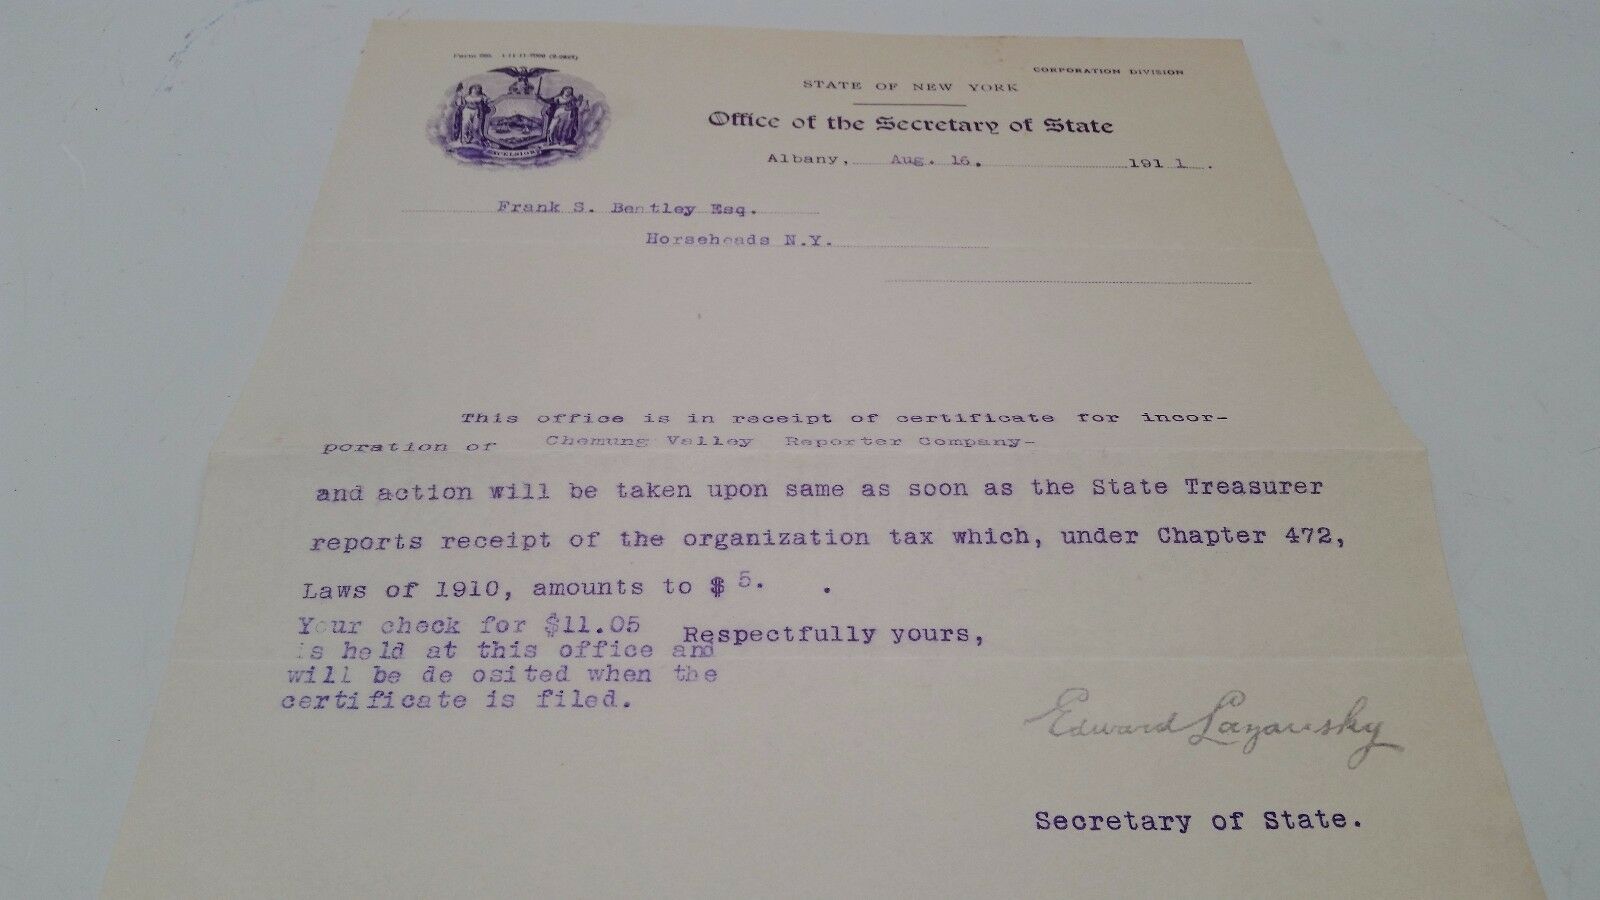 CORPORATION DIVISION
STATE OF NEW YORK
Office of the Secretary of State
Albany, Aug. 16. 1911.
EXCELSIOR
Frank S. Bentley Esq.
Horseheads N.Y.
This office is in receipt of certificate for incor-
poration of Chemung Valley Reporter Company-
and action will be taken upon same as soon as the State Treasurer
reports receipt of the organization tax which, under Chapter 472,
Laws of 1910, amounts to $ 5. .
Your check for $11.05
is held at this office and
will be de osited when the
certificate is filed.
Respectfully yours,
Edward Lazansky
Secretary of State.